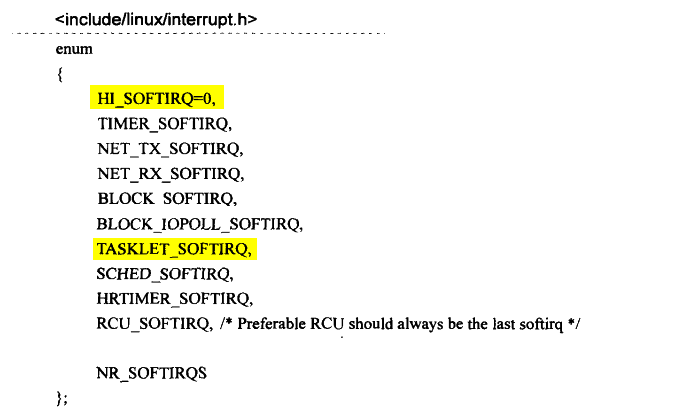 <include/linux/interrupt.h>
enum
{
HI_SOFTIRQ=0,
TIMER_SOFTIRQ,
NET_TX_SOFTIRQ,
NET_RX_SOFTIRQ,
BLOCK SOFTIRQ,
BLOCK_IOPOLL_SOFTIRQ,
TASKLET_SOFTIRQ,
SCHED_SOFTIRQ,
HRTIMER_SOFTIRQ,
RCU_SOFTIRQ, /* Preferable RCU should always be the last softirq */
NR_SOFTIRQS
};